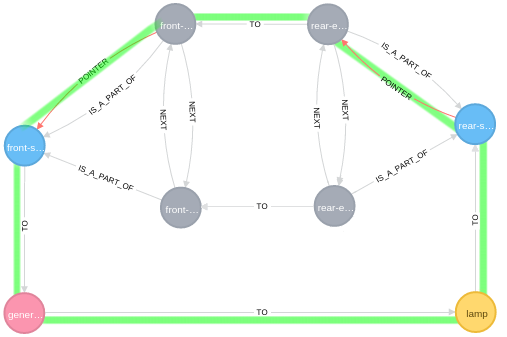 front-...
TO
rear-e...
POINTER
IS_A_PART_OF
IS_A_PART_OF
POINTER
NEXT
NEXT
NEXT
NEXT
front-s...
rear-s...
IS_A_PART_OF
IS_A_PART_OF
front-...
TO
rear-e...
TO
TO
gener...
TO
lamp